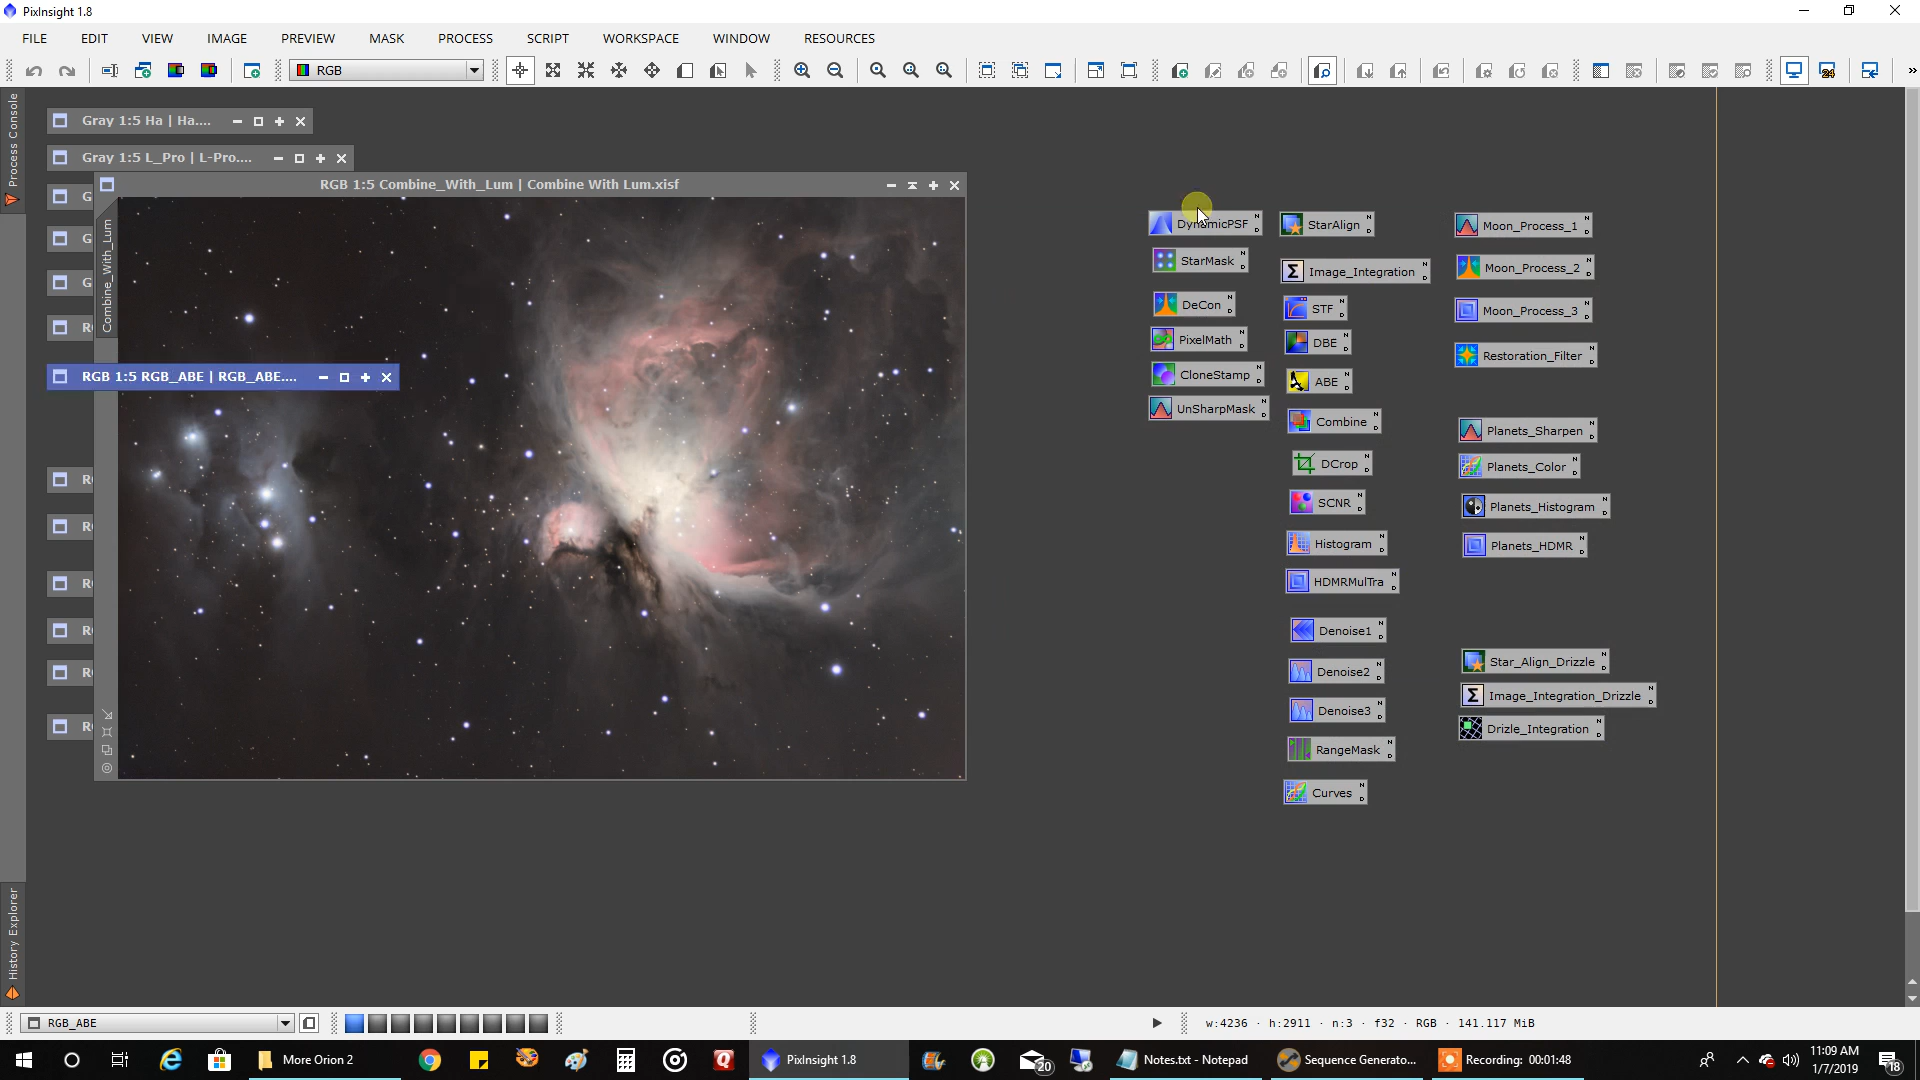 PixInsight 1.8
FILE EDIT VIEW IMAGE PREVIEW MASK PROCESS SCRIPT WORKSPACE WINDOW RESOURCES
RGB
24
Process Console
Gray 1:5 Ha | Ha....
Gray 1:5 L_Pro | L-Pro....
G
G
G
R
RGB 1:5 RGB_ABE | RGB_ABE....
R
R
R
R
R
R
RGB 1:5 Combine_With_Lum | Combine With Lum.xisf
Combine_With_Lum
DynamicPSF
StarMask
DeCon
PixelMath
CloneStamp
UnSharpMask
StarAlign
Image_Integration
STF
DBE
ABE
Combine
DCrop
SCNR
Histogram
HDMRMulTra
Denoise1
Denoise2
Denoise3
RangeMask
Curves
Moon_Process_1
Moon_Process_2
Moon_Process_3
Restoration_Filter
Planets_Sharpen
Planets_Color
Planets_Histogram
Planets_HDMR
Star_Align_Drizzle
Image_Integration_Drizzle
Drizle_Integration
History Explorer
RGB_ABE
w:4236 · h:2911 · n:3 · f32 · RGB · 141.117 MiB
More Orion 2
PixInsight 1.8
20
Notes.txt - Notepad
Sequence Generato...
Recording: 00:01:48
11:09 AM
1/7/2019
18